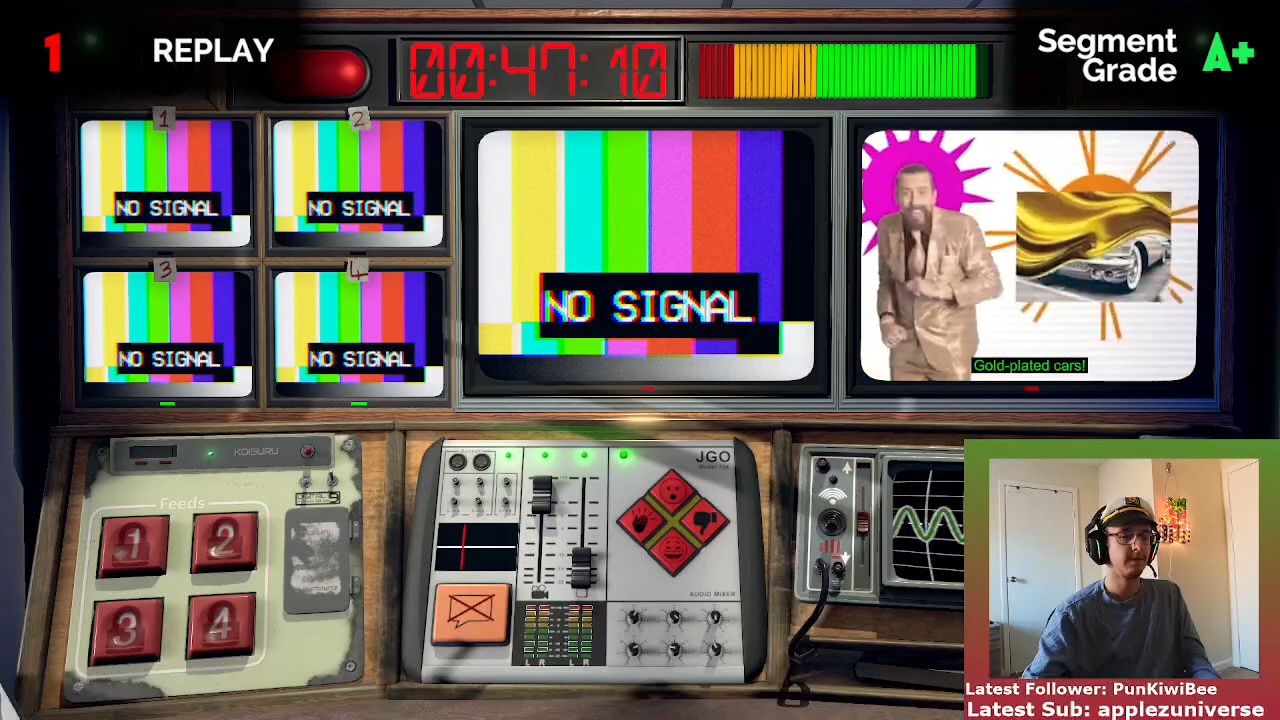 1
REPLAY
00:47:10
Segment
Grade
A+
1
2
NO SIGNAL
NO SIGNAL
3
4
NO SIGNAL
NO SIGNAL
NO SIGNAL
Gold-plated cars!
KOIGURU
Feeds
1
2
3
4
JGO
AUDIO MIXER
L R
L R
Latest Follower: PunKiwiBee
Latest Sub: applezuniverse